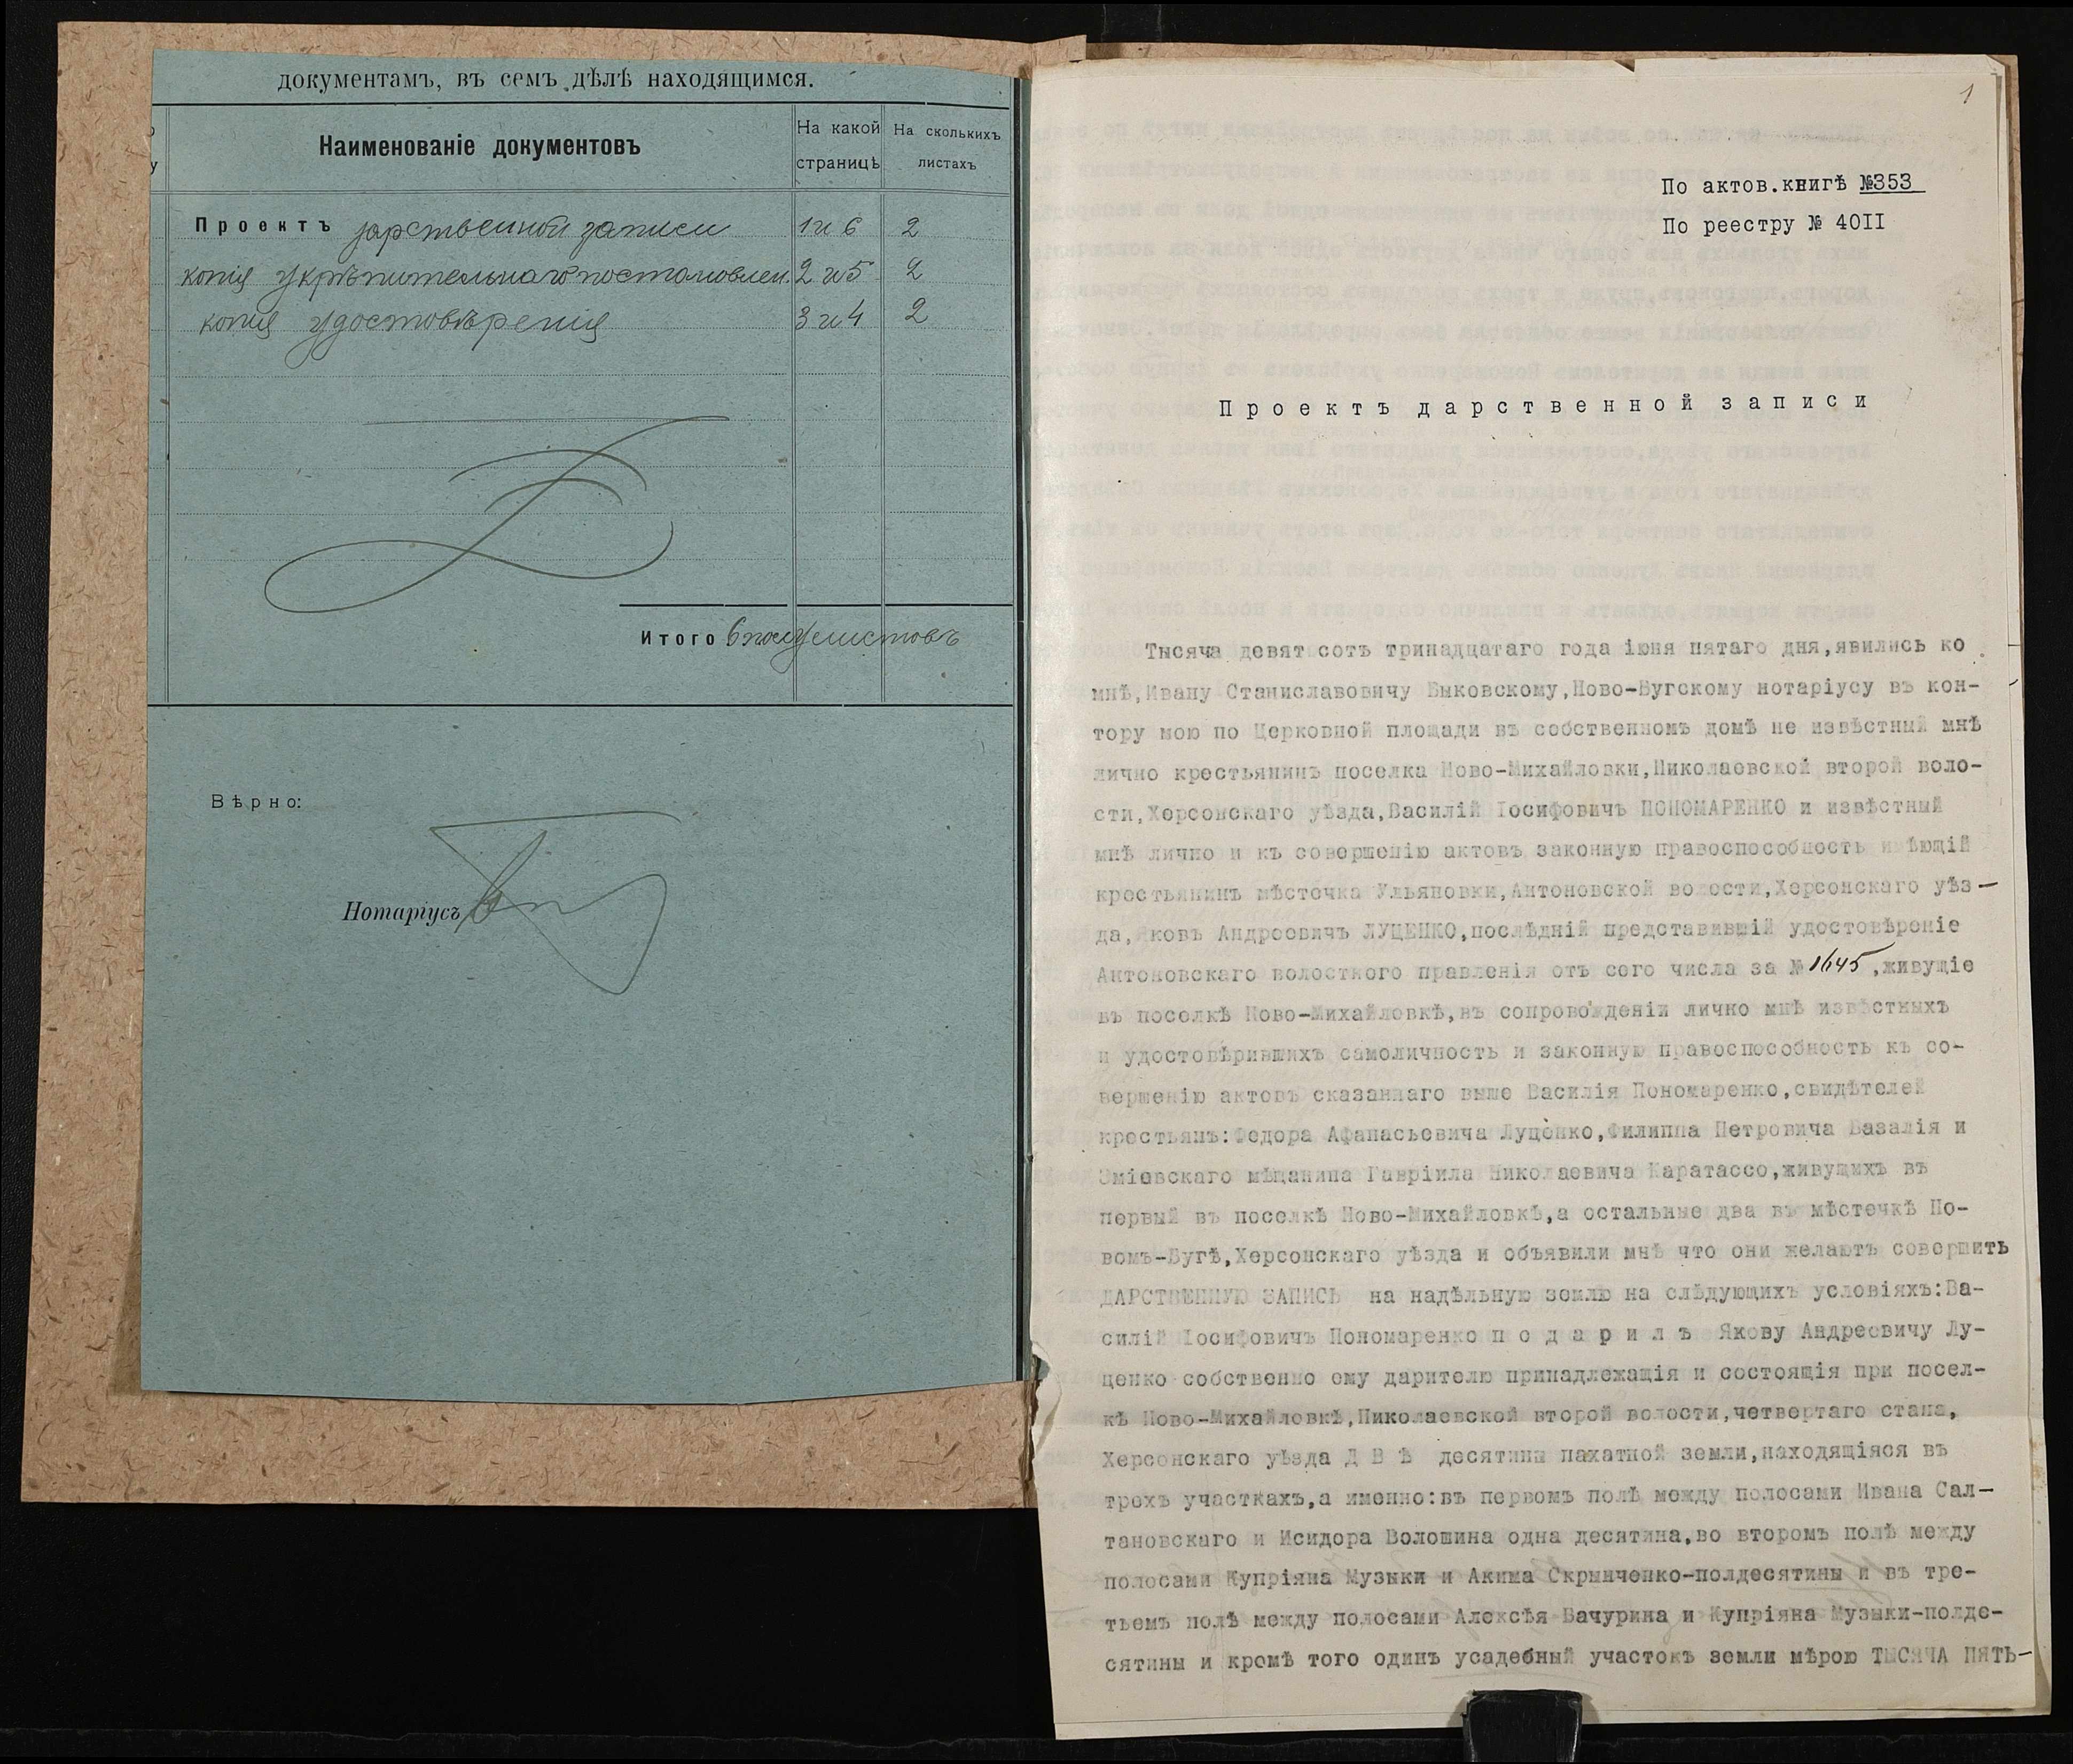 документамъ, въ семъ дѣлѣ находящимся.
Наименованіе документовъ
На какой страницѣ
На сколькихъ листахъ
Проектъ дарственной записи 1 и 6 2
копія укрѣпительнаго постановлен. 2 и 5 2
копія удостовѣренія 3 и 4 2
Итого 6 полулистовъ
Вѣрно:
Нотаріусъ
1
По актов.книгѣ №353
По реестру № 40II
Проектъ дарственной записи
Тысяча девят сотъ тринадцатаго года іюня пятаго дня,явились ко
мнѣ,Ивану Станиславовичу Быковскому,Ново-Бугскому нотаріусу въ кон-
тору мою по Церковной площади въ собственномъ домѣ не извѣстный мнѣ
лично крестьянинъ поселка Ново-Михайловки,Николаевской второй воло-
сти,Херсонскаго уѣзда,Василій Іосифовичъ ПОНОМАРЕНКО и извѣстный
мнѣ лично и къ совершенію актовъ законную правоспособность имѣющій
крестьянинъ мѣстечка Ульяновки,Антоновской волости,Херсонскаго уѣз-
да, Яковъ Андреевичъ ЛУЦЕНКО,послѣдній представившій удостовѣреніе
Антоновскаго волостного правленія отъ сего числа за № 1645,живущіе
въ поселкѣ Ново-Михайловкѣ,въ сопровожденіи лично мнѣ извѣстныхъ
и удостовѣрившихъ самоличность и законную правоспособность къ со-
вершенію актовъ сказаннаго выше Василія Пономаренко,свидѣтелей
крестьянъ:Федора Афанасьевича Луценко,Филиппа Петровича Базалія и
Зміевскаго мѣщанина Гавріила Николаевича Каратассо,живущихъ въ
первый въ поселкѣ Ново-Михайловкѣ,а остальные два въ мѣстечкѣ Но-
вомъ-Бугѣ,Херсонскаго уѣзда и объявили мнѣ что они желаютъ совершить
ДАРСТВЕННУЮ ЗАПИСЬ на надѣльную землю на слѣдующихъ условіяхъ:Ва-
силій Іосифовичъ Пономаренко подарилъ Якову Андреевичу Лу-
ценко собственно ему дарителю принадлежащія и состоящія при посел-
кѣ Ново-Михайловкѣ,Николаевской второй волости,четвертаго стана,
Херсонскаго уѣзда ДВѢ десятины пахатной земли,находящіяся въ
трехъ участкахъ,а именно:въ первомъ полѣ между полосами Ивана Сал-
тановскаго и Исидора Волошина одна десятина,во второмъ полѣ между
полосами Купріяна Музыки и Акима Скрынченко-полдесятины и въ тре-
тьемъ полѣ между полосами Алексѣя Бачурина и Купріяна Музыки-полде-
сятины и кромѣ того одинъ усадебный участокъ земли мѣрою ТЫСЯЧА ПЯТЬ-